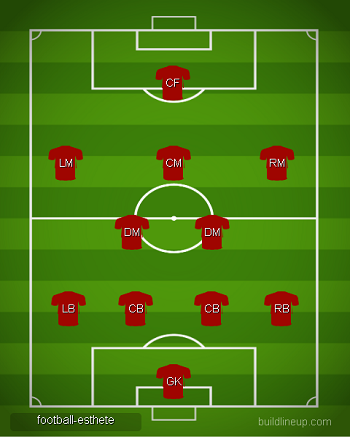 CF
LM CM RM
DM DM
LB CB CB RB
GK
football-esthete
buildlineup.com